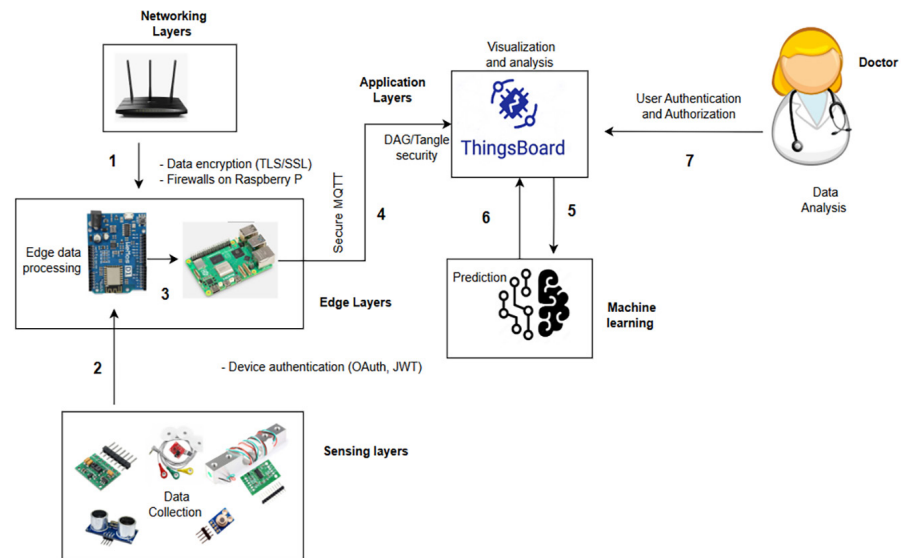 Networking
Layers
1
- Data encryption (TLS/SSL)
- Firewalls on Raspberry P
Edge data
processing
3
Edge Layers
2
- Device authentication (OAuth, JWT)
Sensing layers
Data
Collection
Secure MQTT
4
Application
Layers
DAG/Tangle
security
Visualization
and analysis
ThingsBoard
6
5
Prediction
Machine
learning
User Authentication
and Authorization
7
Doctor
Data
Analysis